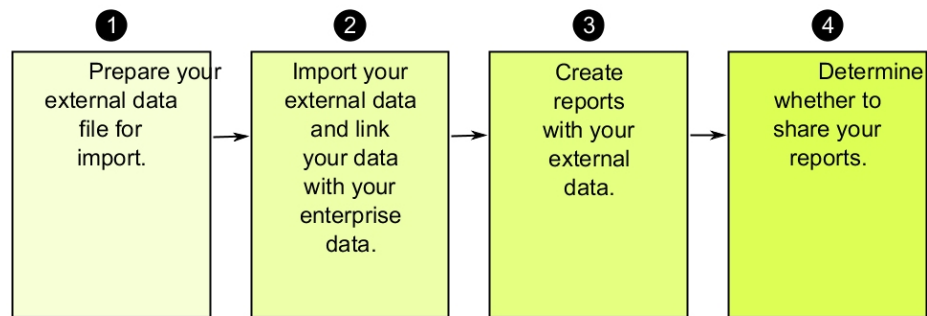 1
Prepare your
external data
file for
import.
2
Import your
external data
and link
your data
with your
enterprise
data.
3
Create
reports
with your
external
data.
4
Determine
whether to
share your
reports.